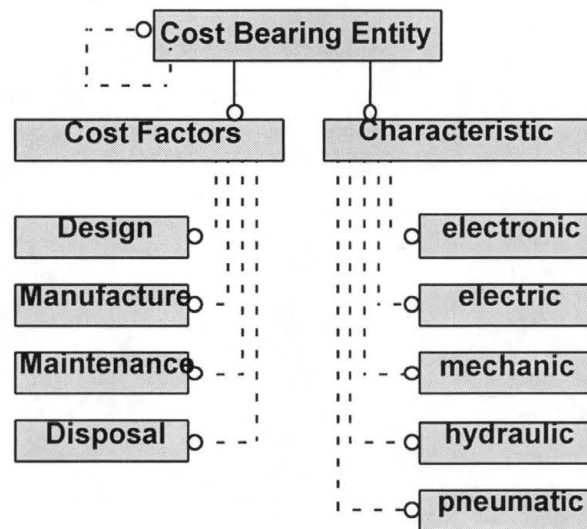 Cost Bearing Entity
Cost Factors
Characteristic
Design
electronic
Manufacture
electric
Maintenance
mechanic
Disposal
hydraulic
pneumatic